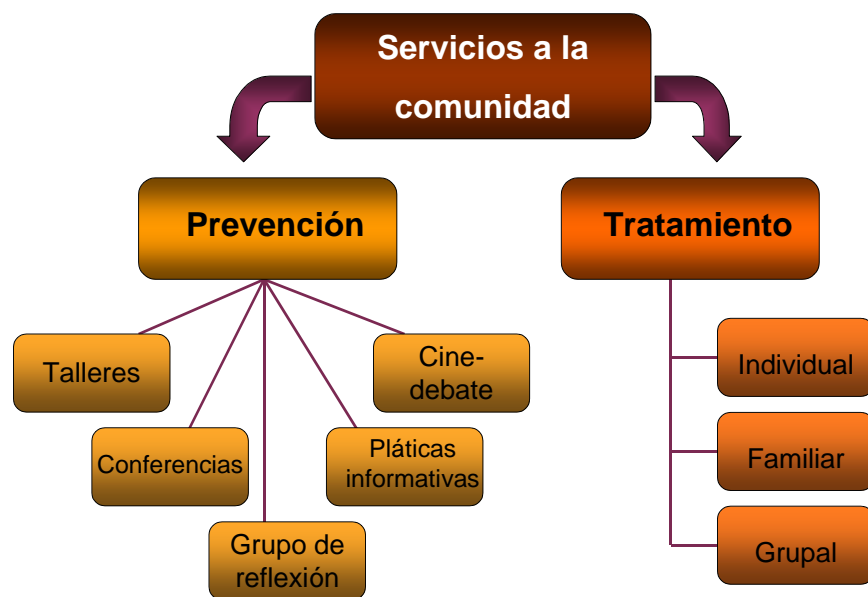 Servicios a la
comunidad
Prevención
Tratamiento
Talleres
Cine-
debate
Conferencias
Pláticas
informativas
Grupo de
reflexión
Individual
Familiar
Grupal